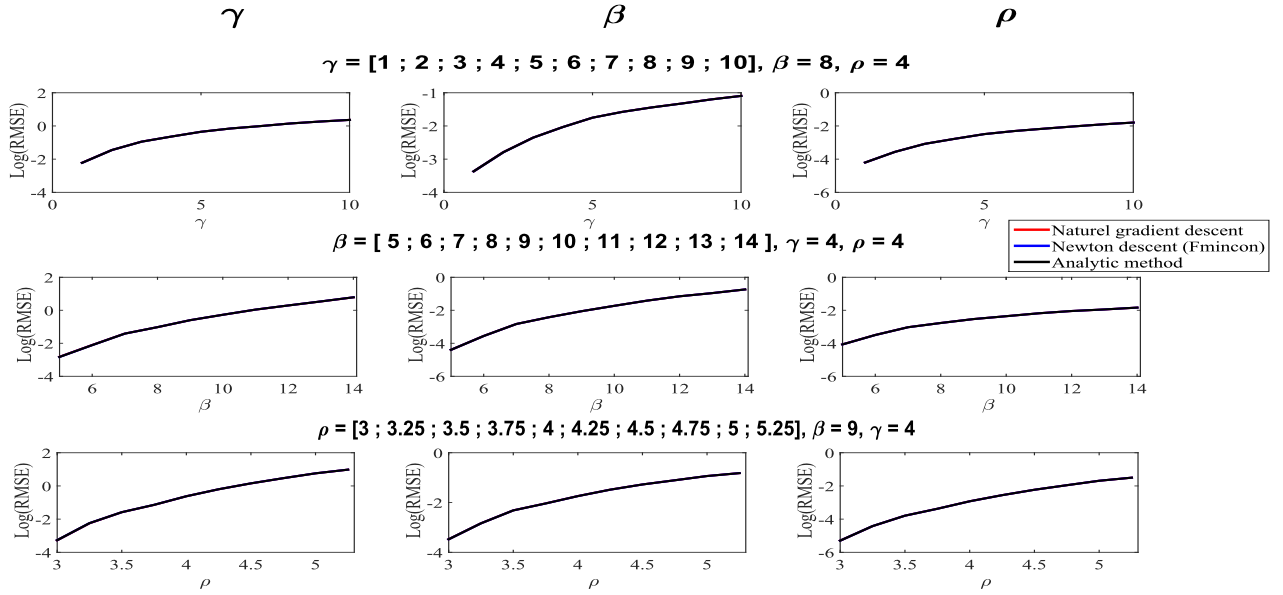 γ β ρ
γ = [1 ; 2 ; 3 ; 4 ; 5 ; 6 ; 7 ; 8 ; 9 ; 10], β = 8, ρ = 4
Log(RMSE)
2
0
-2
-4
0 5 10
γ
Log(RMSE)
-1
-2
-3
-4
0 5 10
γ
Log(RMSE)
0
-2
-4
-6
0 5 10
γ
Naturel gradient descent
Newton descent (Fmincon)
Analytic method
β = [ 5 ; 6 ; 7 ; 8 ; 9 ; 10 ; 11 ; 12 ; 13 ; 14 ], γ = 4, ρ = 4
Log(RMSE)
2
0
-2
-4
6 8 10 12 14
β
Log(RMSE)
0
-2
-4
-6
6 8 10 12 14
β
Log(RMSE)
0
-2
-4
-6
6 8 10 12 14
β
ρ = [3 ; 3.25 ; 3.5 ; 3.75 ; 4 ; 4.25 ; 4.5 ; 4.75 ; 5 ; 5.25], β = 9, γ = 4
Log(RMSE)
2
0
-2
-4
3 3.5 4 4.5 5
ρ
Log(RMSE)
0
-2
-4
3 3.5 4 4.5 5
ρ
Log(RMSE)
0
-2
-4
-6
3 3.5 4 4.5 5
ρ